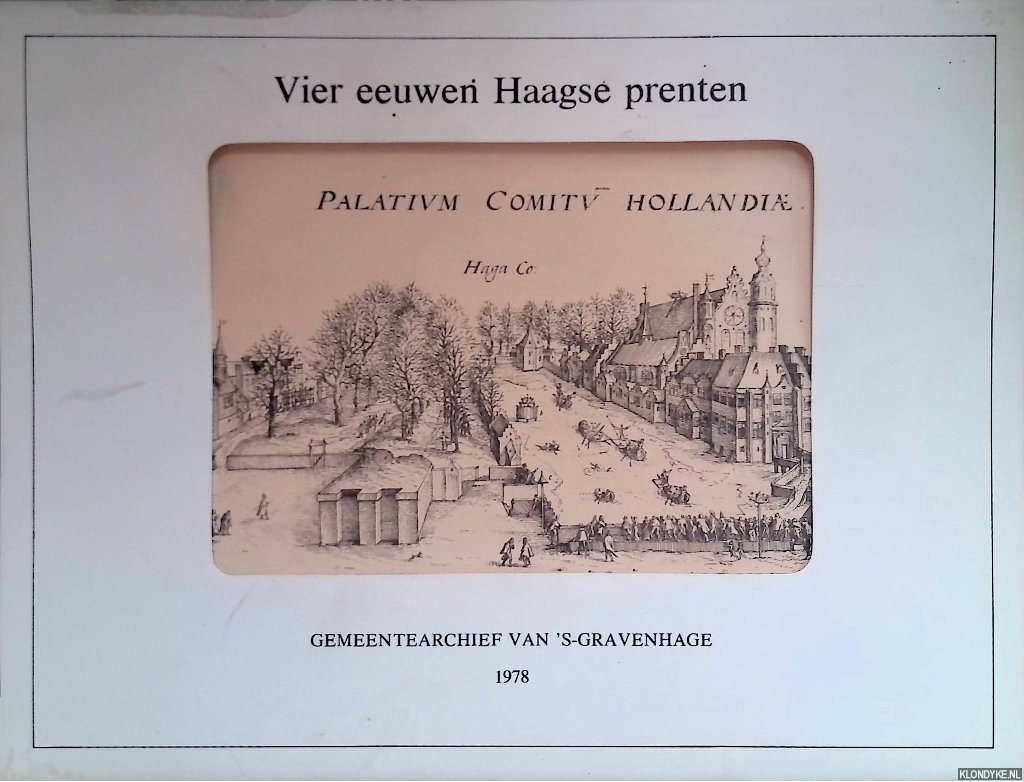 Vier eeuwen Haagse prenten
PALATIVM COMITV̄ HOLLANDIÆ.
Haga Co:
GEMEENTEARCHIEF VAN 'S-GRAVENHAGE
1978
KLONDYKE.NL